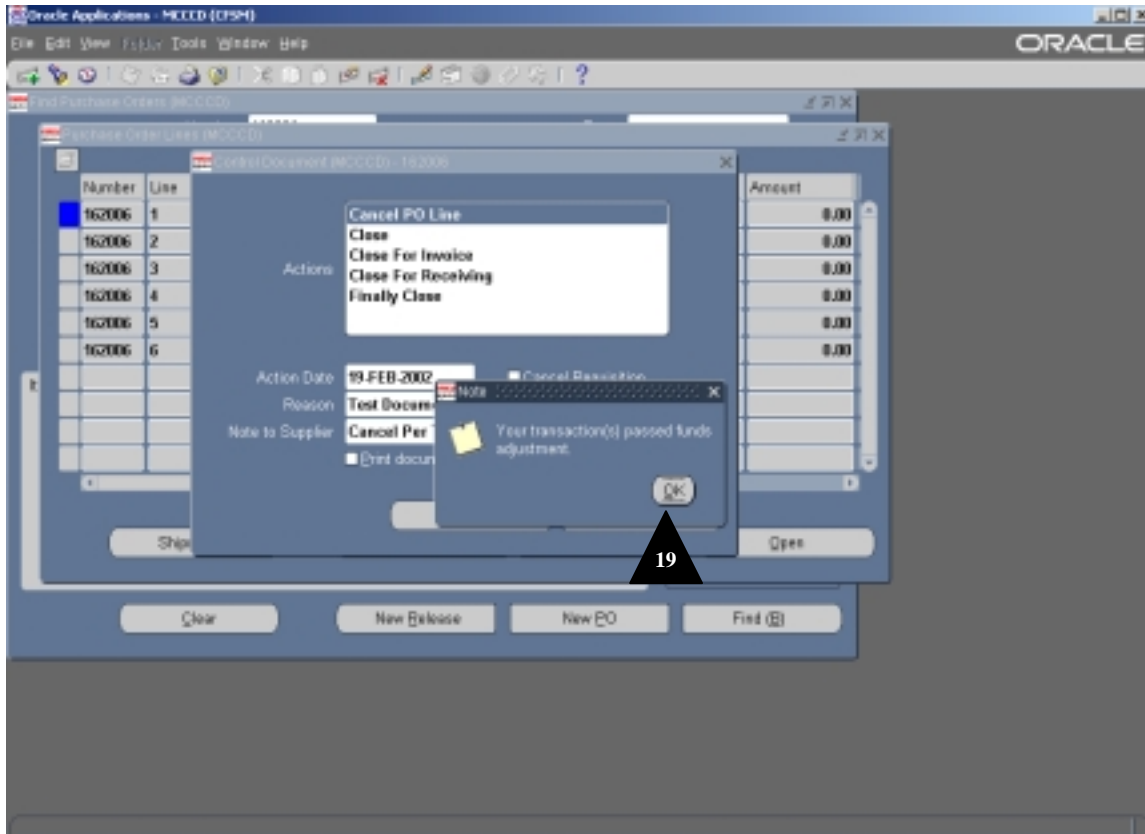 Oracle Applications - MCCCD (CFSM)
File Edit View Folder Tools Window Help
ORACLE
Find Purchase Orders (MCCCD)
Purchase Order Lines (MCCCD)
Control Document (MCCCD) - 162006
Number Line Amount
162006 1 0.00
162006 2 0.00
162006 3 0.00
162006 4 0.00
162006 5 0.00
162006 6 0.00
Actions
Cancel PO Line
Close
Close For Invoice
Close For Receiving
Finally Close
Action Date 19-FEB-2002 Cancel Requisition
Reason Test Docum
Note to Supplier Cancel Per
Print docum
Note
Your transaction(s) passed funds
adjustment.
OK
19
Ship
Open
Clear New Release New PO Find (B)